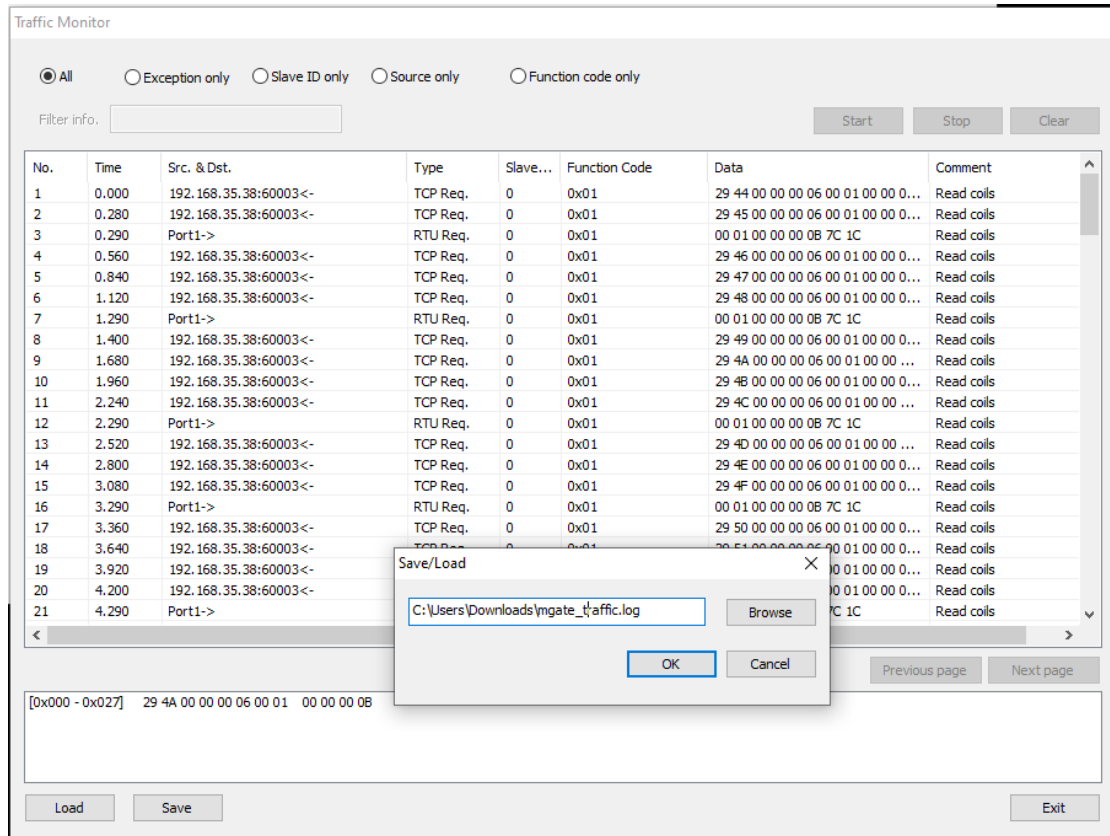 Traffic Monitor
All Exception only Slave ID only Source only Function code only
Filter info. Start Stop Clear
No. Time Src. & Dst. Type Slave... Function Code Data Comment
1 0.000 192.168.35.38:60003<- TCP Req. 0 0x01 29 44 00 00 00 06 00 01 00 00 0... Read coils
2 0.280 192.168.35.38:60003<- TCP Req. 0 0x01 29 45 00 00 00 06 00 01 00 00 0... Read coils
3 0.290 Port1-> RTU Req. 0 0x01 00 01 00 00 00 0B 7C 1C Read coils
4 0.560 192.168.35.38:60003<- TCP Req. 0 0x01 29 46 00 00 00 06 00 01 00 00 0... Read coils
5 0.840 192.168.35.38:60003<- TCP Req. 0 0x01 29 47 00 00 00 06 00 01 00 00 0... Read coils
6 1.120 192.168.35.38:60003<- TCP Req. 0 0x01 29 48 00 00 00 06 00 01 00 00 0... Read coils
7 1.290 Port1-> RTU Req. 0 0x01 00 01 00 00 00 0B 7C 1C Read coils
8 1.400 192.168.35.38:60003<- TCP Req. 0 0x01 29 49 00 00 00 06 00 01 00 00 0... Read coils
9 1.680 192.168.35.38:60003<- TCP Req. 0 0x01 29 4A 00 00 00 06 00 01 00 00 ... Read coils
10 1.960 192.168.35.38:60003<- TCP Req. 0 0x01 29 4B 00 00 00 06 00 01 00 00 0... Read coils
11 2.240 192.168.35.38:60003<- TCP Req. 0 0x01 29 4C 00 00 00 06 00 01 00 00 ... Read coils
12 2.290 Port1-> RTU Req. 0 0x01 00 01 00 00 00 0B 7C 1C Read coils
13 2.520 192.168.35.38:60003<- TCP Req. 0 0x01 29 4D 00 00 00 06 00 01 00 00 ... Read coils
14 2.800 192.168.35.38:60003<- TCP Req. 0 0x01 29 4E 00 00 00 06 00 01 00 00 0... Read coils
15 3.080 192.168.35.38:60003<- TCP Req. 0 0x01 29 4F 00 00 00 06 00 01 00 00 0... Read coils
16 3.290 Port1-> RTU Req. 0 0x01 00 01 00 00 00 0B 7C 1C Read coils
17 3.360 192.168.35.38:60003<- TCP Req. 0 0x01 29 50 00 00 00 06 00 01 00 00 0... Read coils
18 3.640 192.168.35.38:60003<- 00 01 00 00 0... Read coils
19 3.920 192.168.35.38:60003<- 00 01 00 00 0... Read coils
20 4.200 192.168.35.38:60003<- 00 01 00 00 0... Read coils
21 4.290 Port1-> 7C 1C Read coils
Save/Load
C:\Users\Downloads\mgate_traffic.log Browse
OK Cancel
Previous page Next page
[0x000 - 0x027] 29 4A 00 00 00 06 00 01 00 00 00 0B
Load Save Exit